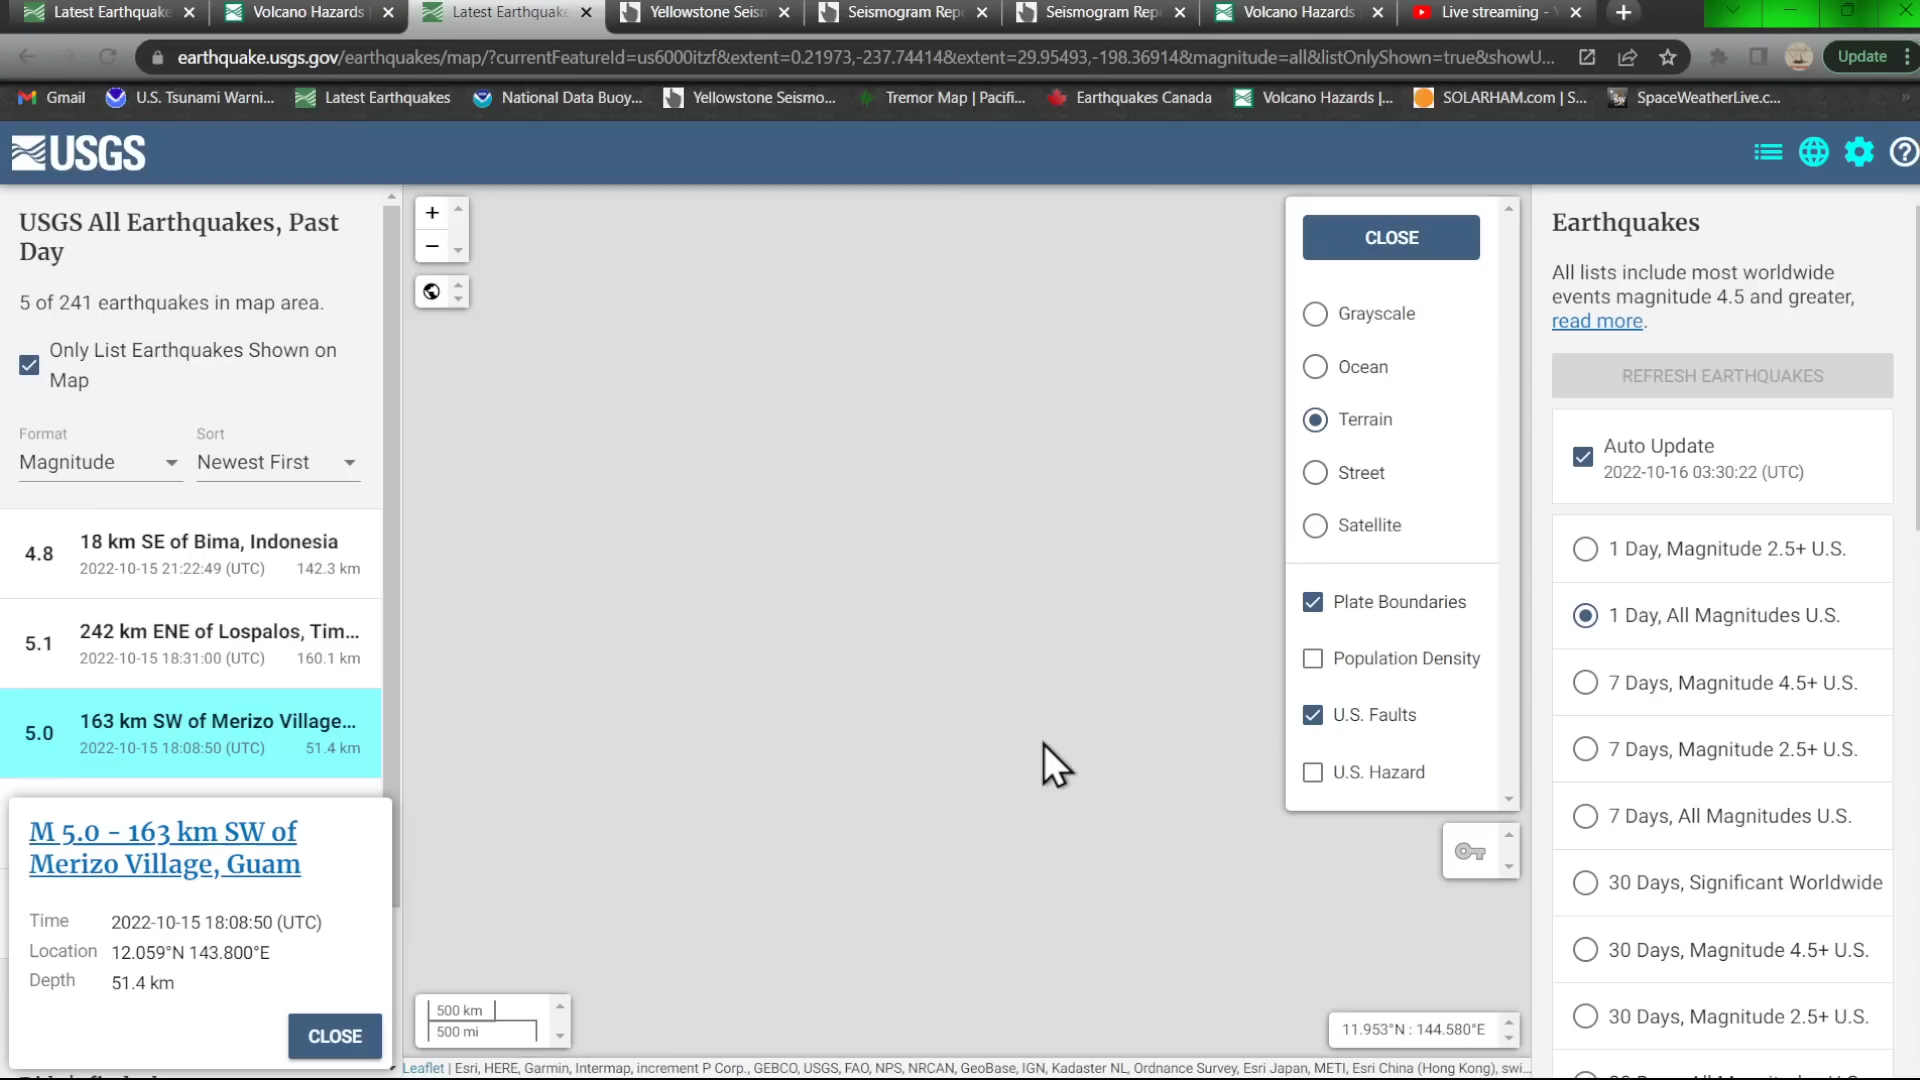 Latest Earthquake
Volcano Hazards
Latest Earthquake
Yellowstone Seism
Seismogram Rep
Seismogram Rep
Volcano Hazards
Live streaming -
earthquake.usgs.gov/earthquakes/map/?currentFeatureId=us6000itzf&extent=0.21973,-237.74414&extent=29.95493,-198.36914&magnitude=all&listOnlyShown=true&showU...
Update
Gmail
U.S. Tsunami Warni...
Latest Earthquakes
National Data Buoy...
Yellowstone Seismo...
Tremor Map | Pacifi...
Earthquakes Canada
Volcano Hazards |...
SOLARHAM.com | S...
SpaceWeatherLive.c...
USGS
USGS All Earthquakes, Past
Day
5 of 241 earthquakes in map area.
Only List Earthquakes Shown on
Map
Format
Sort
Magnitude
Newest First
4.8
18 km SE of Bima, Indonesia
2022-10-15 21:22:49 (UTC)
142.3 km
5.1
242 km ENE of Lospalos, Tim...
2022-10-15 18:31:00 (UTC)
160.1 km
5.0
163 km SW of Merizo Village...
2022-10-15 18:08:50 (UTC)
51.4 km
M 5.0 - 163 km SW of
Merizo Village, Guam
Time
2022-10-15 18:08:50 (UTC)
Location
12.059°N 143.800°E
Depth
51.4 km
CLOSE
+
−
500 km
500 mi
CLOSE
Grayscale
Ocean
Terrain
Street
Satellite
Plate Boundaries
Population Density
U.S. Faults
U.S. Hazard
11.953°N : 144.580°E
Leaflet | Esri, HERE, Garmin, Intermap, increment P Corp., GEBCO, USGS, FAO, NPS, NRCAN, GeoBase, IGN, Kadaster NL, Ordnance Survey, Esri Japan, METI, Esri China (Hong Kong), swi...
Earthquakes
All lists include most worldwide
events magnitude 4.5 and greater,
read more.
REFRESH EARTHQUAKES
Auto Update
2022-10-16 03:30:22 (UTC)
1 Day, Magnitude 2.5+ U.S.
1 Day, All Magnitudes U.S.
7 Days, Magnitude 4.5+ U.S.
7 Days, Magnitude 2.5+ U.S.
7 Days, All Magnitudes U.S.
30 Days, Significant Worldwide
30 Days, Magnitude 4.5+ U.S.
30 Days, Magnitude 2.5+ U.S.